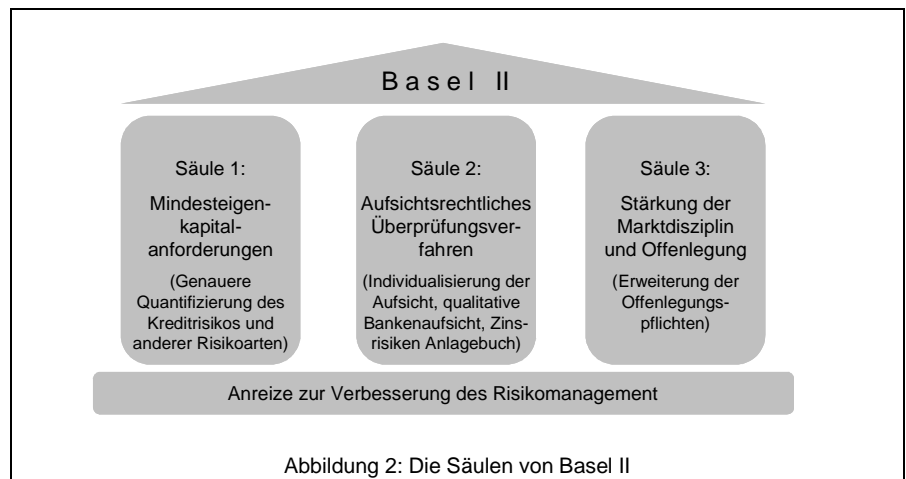 Basel II
Säule 1:
Mindesteigen-
kapital-
anforderungen
(Genauere
Quantifizierung des
Kreditrisikos und
anderer Risikoarten)
Säule 2:
Aufsichtsrechtliches
Überprüfungsver-
fahren
(Individualisierung der
Aufsicht, qualitative
Bankenaufsicht, Zins-
risiken Anlagebuch)
Säule 3:
Stärkung der
Marktdisziplin
und Offenlegung
(Erweiterung der
Offenlegungs-
pflichten)
Anreize zur Verbesserung des Risikomanagement
Abbildung 2: Die Säulen von Basel II